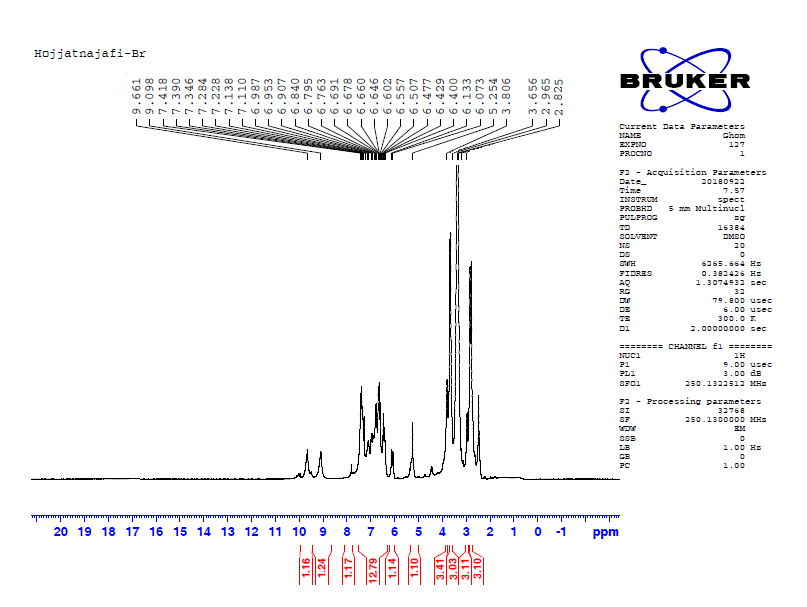 Hojjatnajafi-Br
9.661
9.098
7.418
7.390
7.346
7.284
7.228
7.138
7.110
6.987
6.953
6.907
6.840
6.795
6.763
6.691
6.678
6.660
6.646
6.602
6.557
6.507
6.477
6.429
6.400
6.133
6.073
5.254
3.806
3.656
2.965
2.825
BRUKER
Current Data Parameters
NAME Ghom
EXPNO 127
PROCNO 1
F2 - Acquisition Parameters
Date_ 20180922
Time 7.57
INSTRUM spect
PROBHD 5 mm Multinucl
PULPROG zg
TD 16384
SOLVENT DMSO
NS 20
DS 0
SWH 6265.664 Hz
FIDRES 0.382426 Hz
AQ 1.3074932 sec
RG 32
DW 79.800 usec
DE 6.00 usec
TE 300.0 K
D1 2.00000000 sec
======== CHANNEL f1 ========
NUC1 1H
P1 9.00 usec
PL1 3.00 dB
SFO1 250.1322512 MHz
F2 - Processing parameters
SI 32768
SF 250.1300000 MHz
WDW EM
SSB 0
LB 1.00 Hz
GB 0
PC 1.00
20 19 18 17 16 15 14 13 12 11 10 9 8 7 6 5 4 3 2 1 0 -1 ppm
1.16
1.24
1.17
12.79
1.14
1.10
3.41
3.03
3.11
3.10